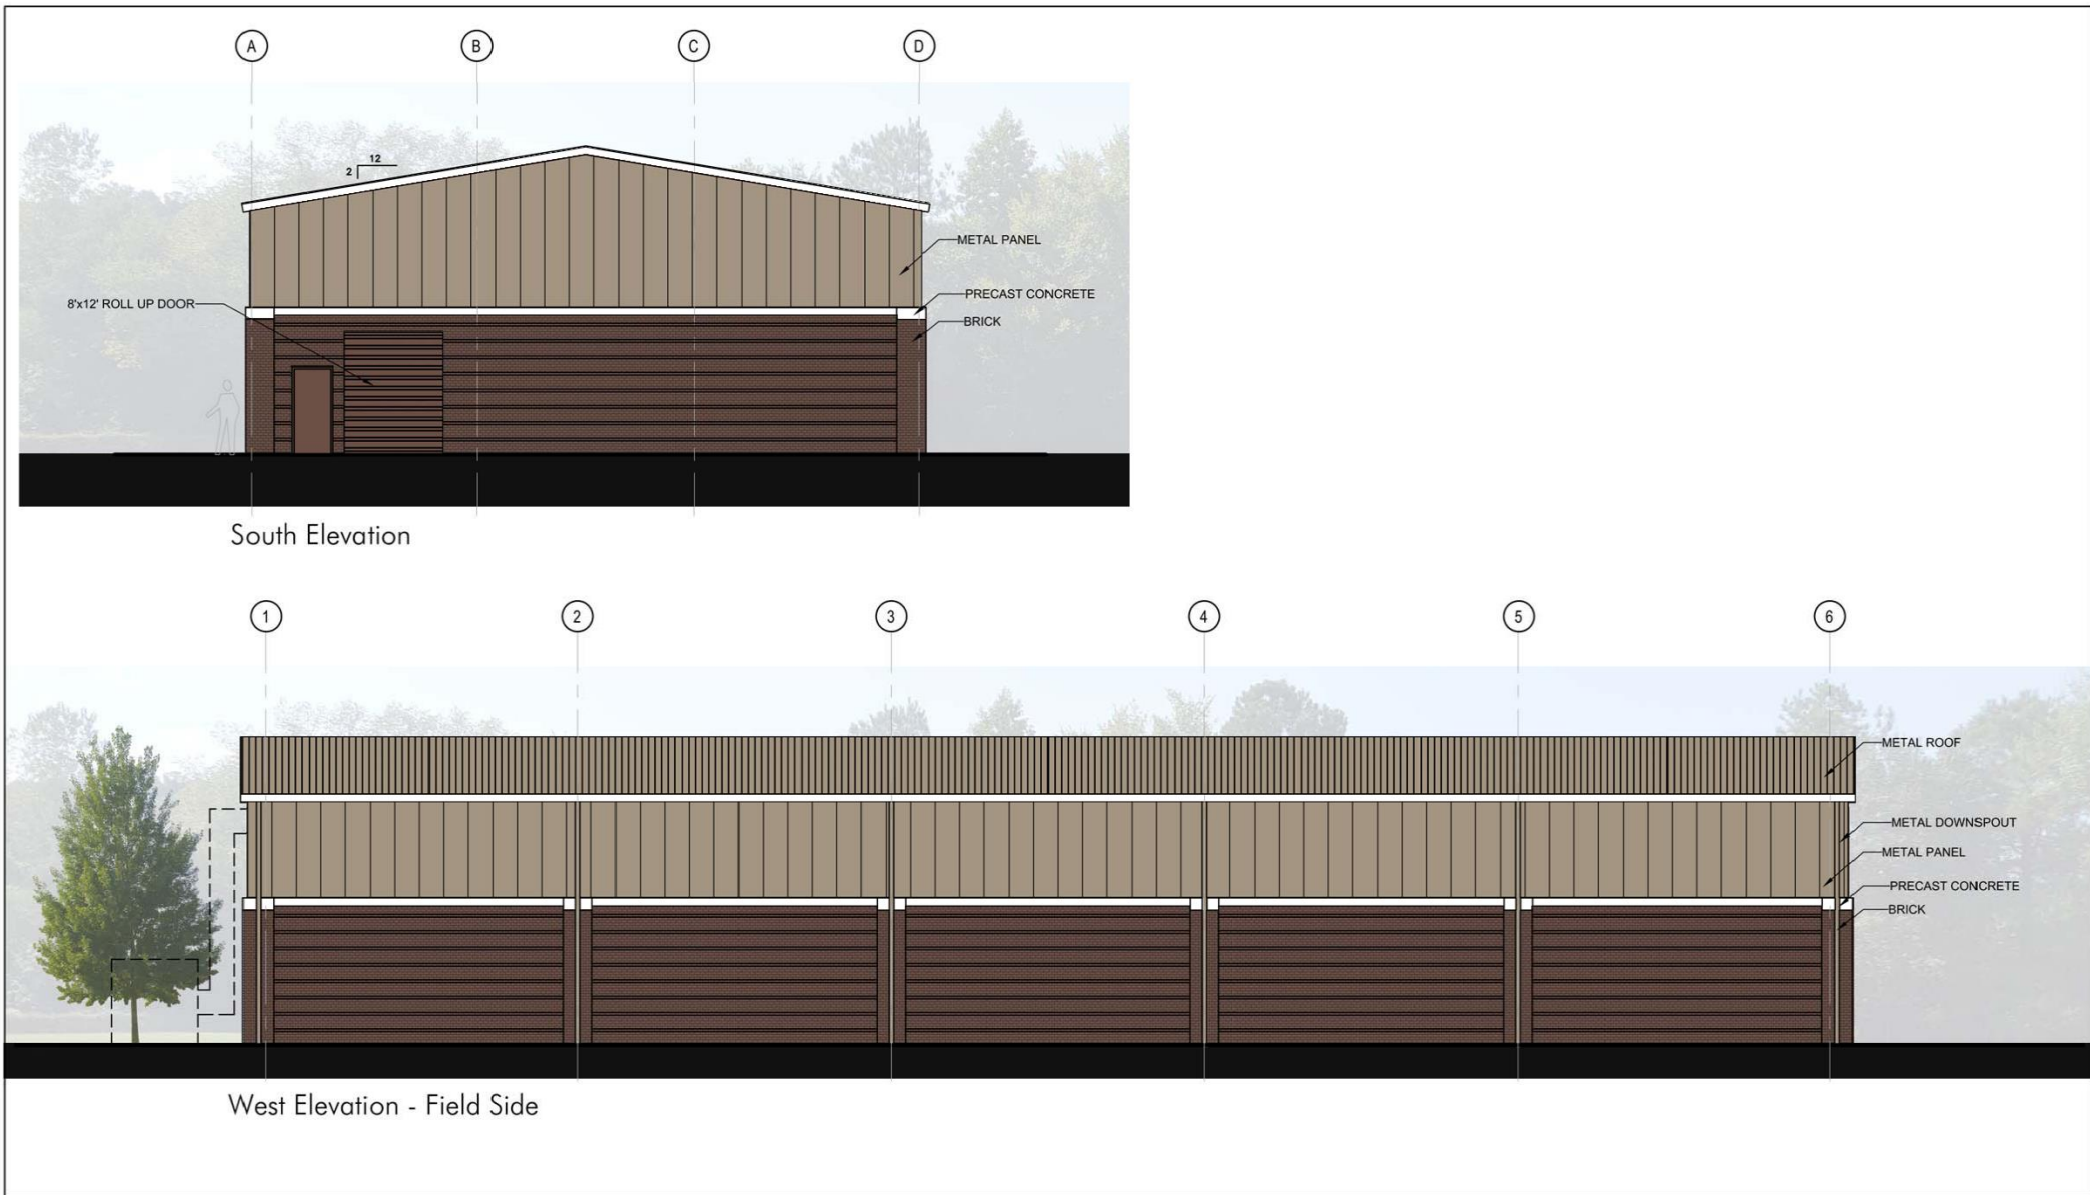 A B C D
12
2
METAL PANEL
8'x12' ROLL UP DOOR
PRECAST CONCRETE
BRICK
South Elevation
1 2 3 4 5 6
METAL ROOF
METAL DOWNSPOUT
METAL PANEL
PRECAST CONCRETE
BRICK
West Elevation - Field Side